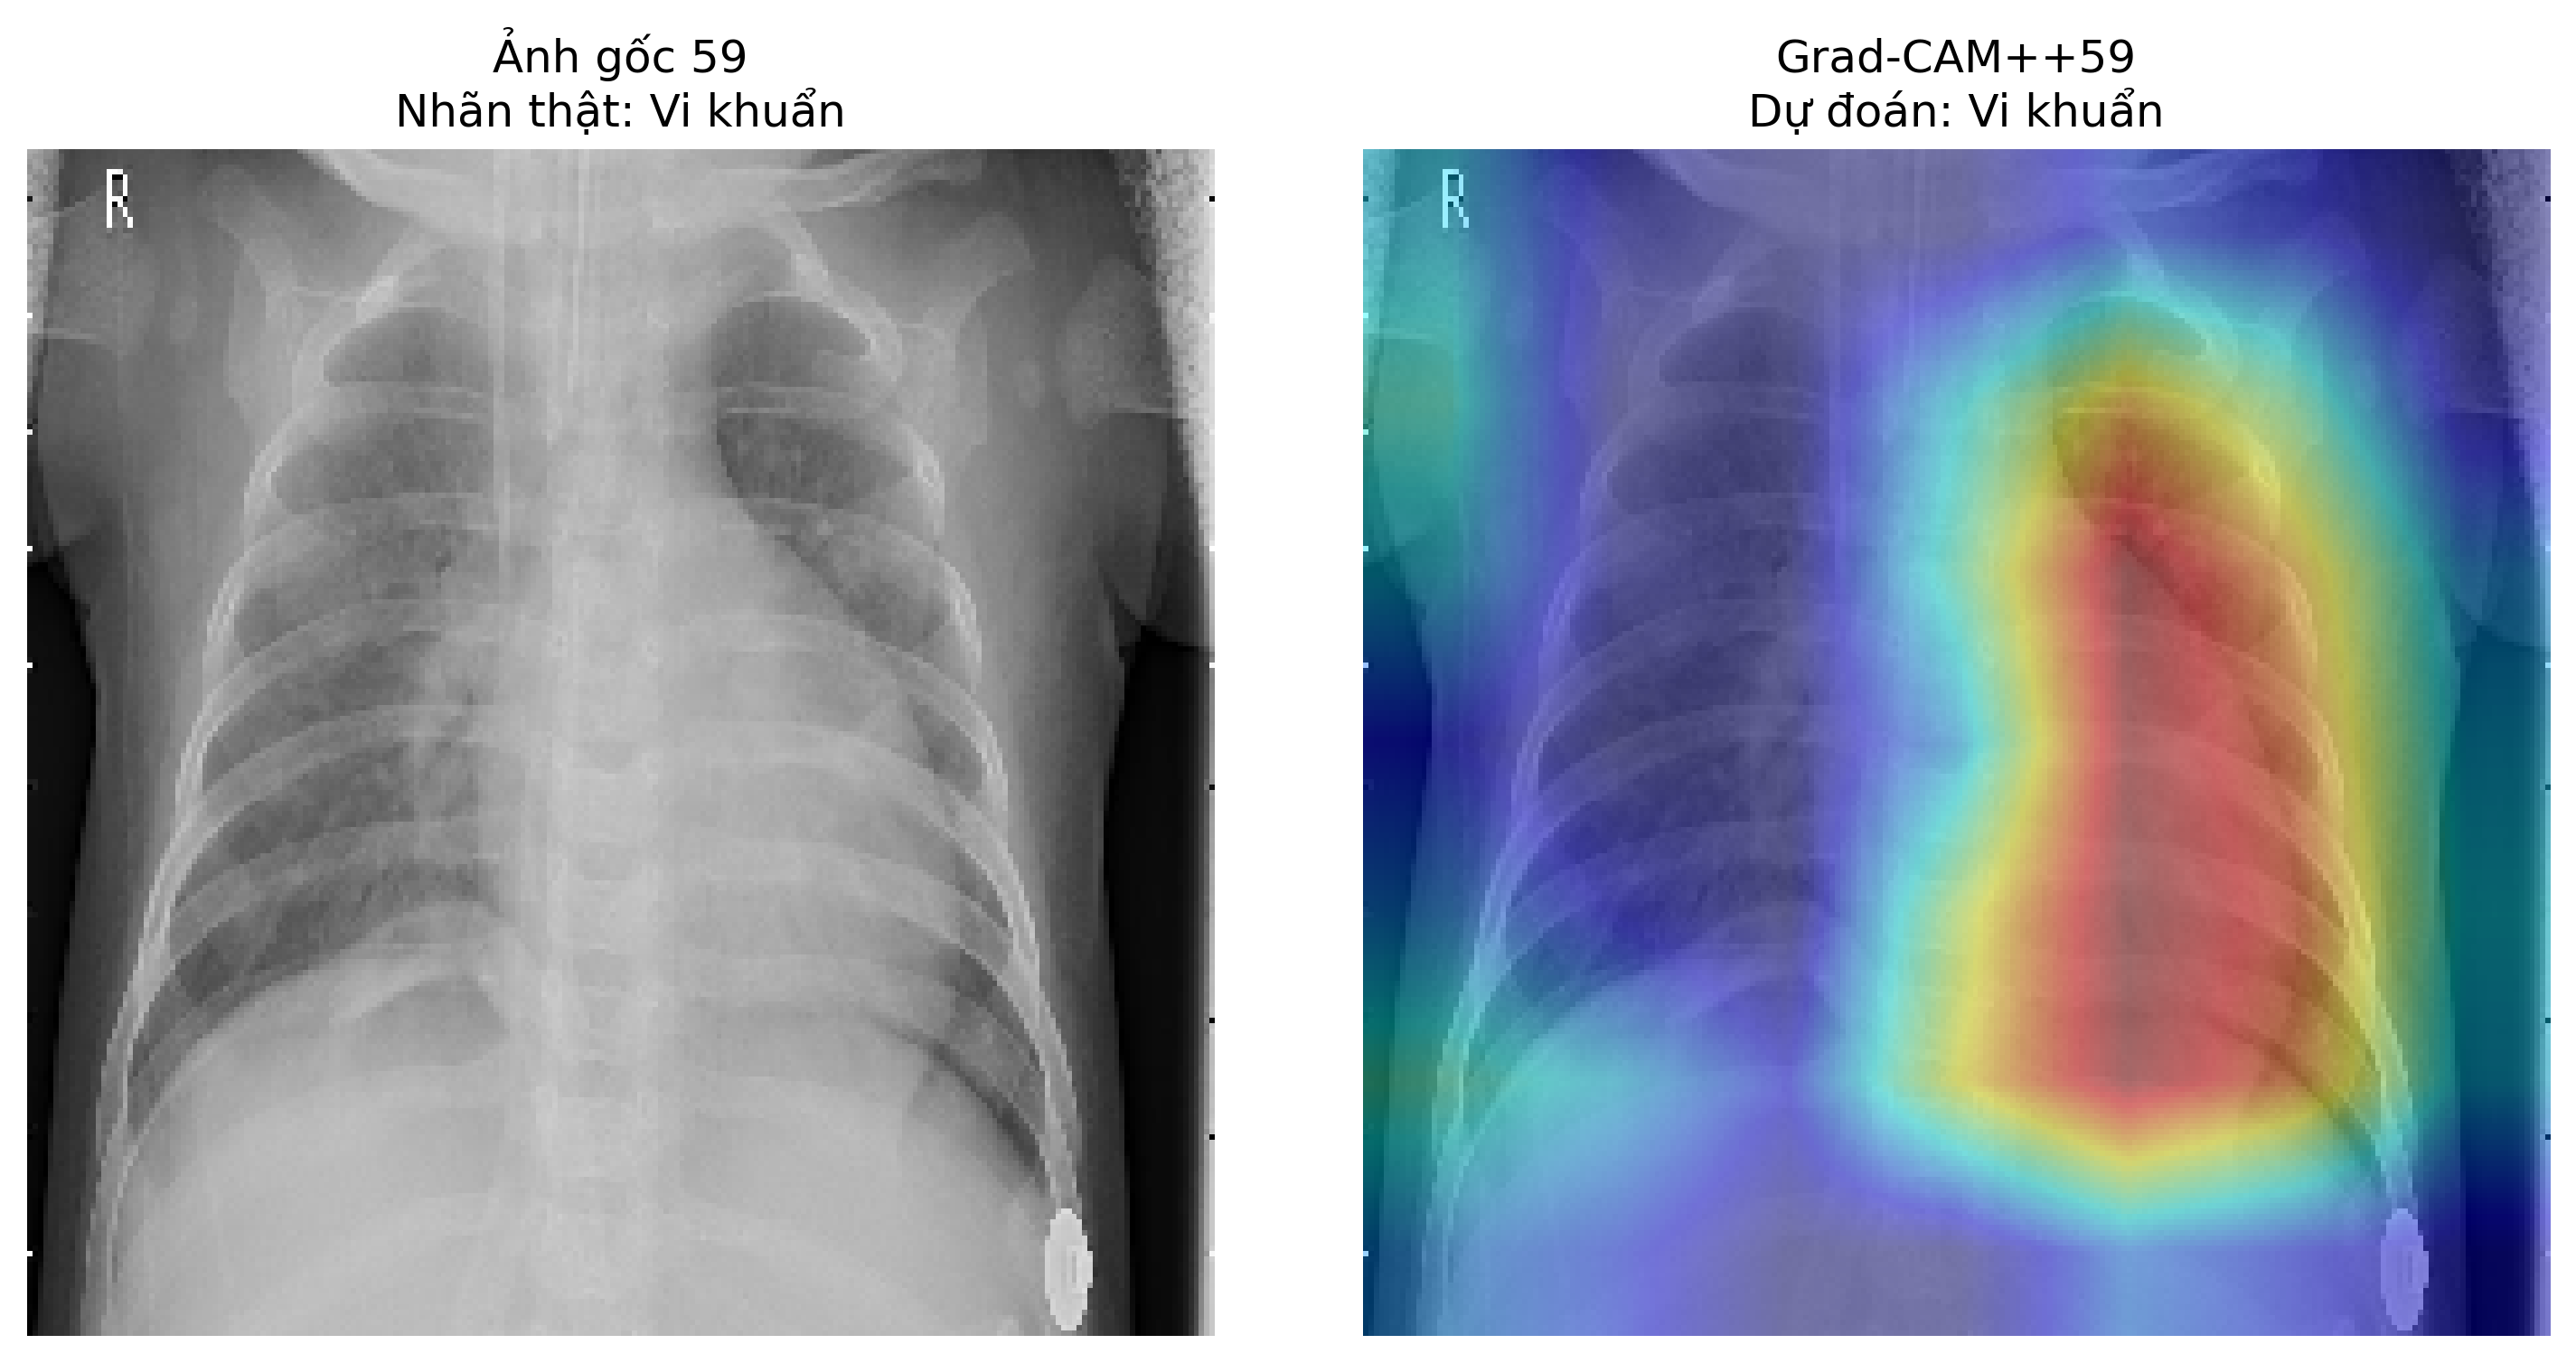 Ảnh gốc 59
Nhãn thật: Vi khuẩn
R
Grad-CAM++59
Dự đoán: Vi khuẩn
R